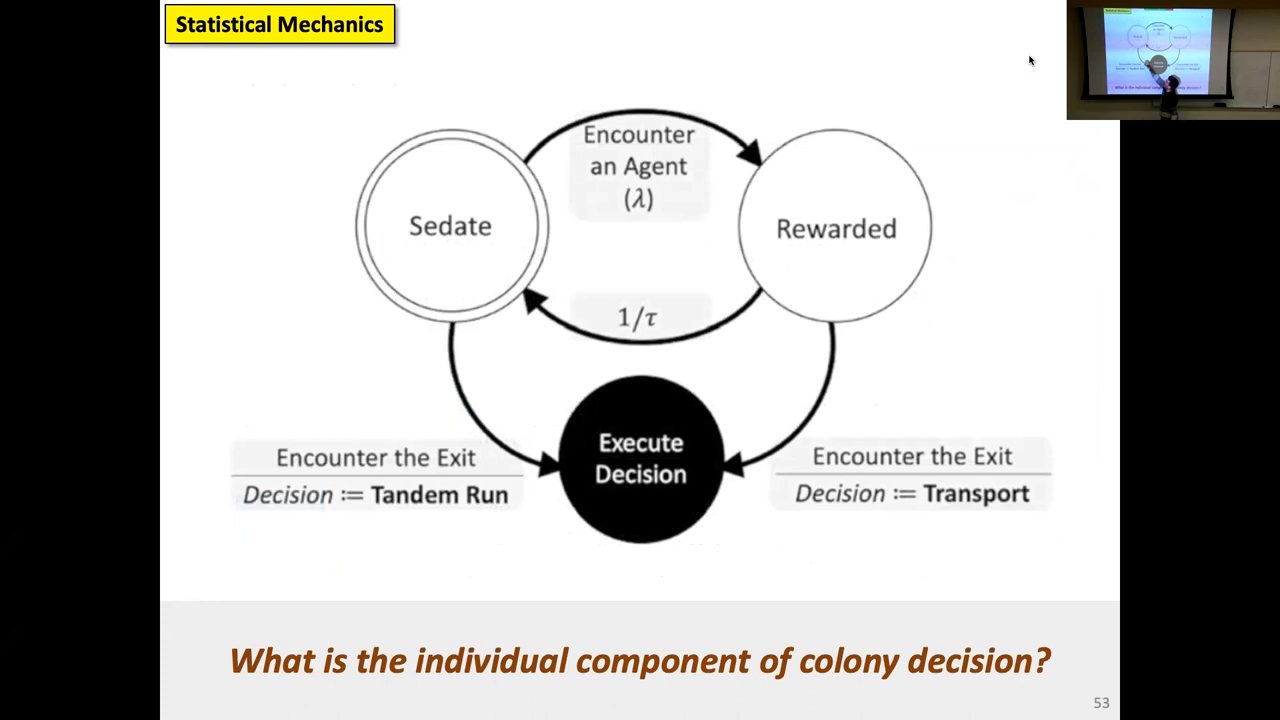 Statistical Mechanics
Encounter
an Agent
(λ)
Sedate
Rewarded
1/τ
Execute
Decision
Encounter the Exit
Decision := Tandem Run
Encounter the Exit
Decision := Transport
What is the individual component of colony decision?
53